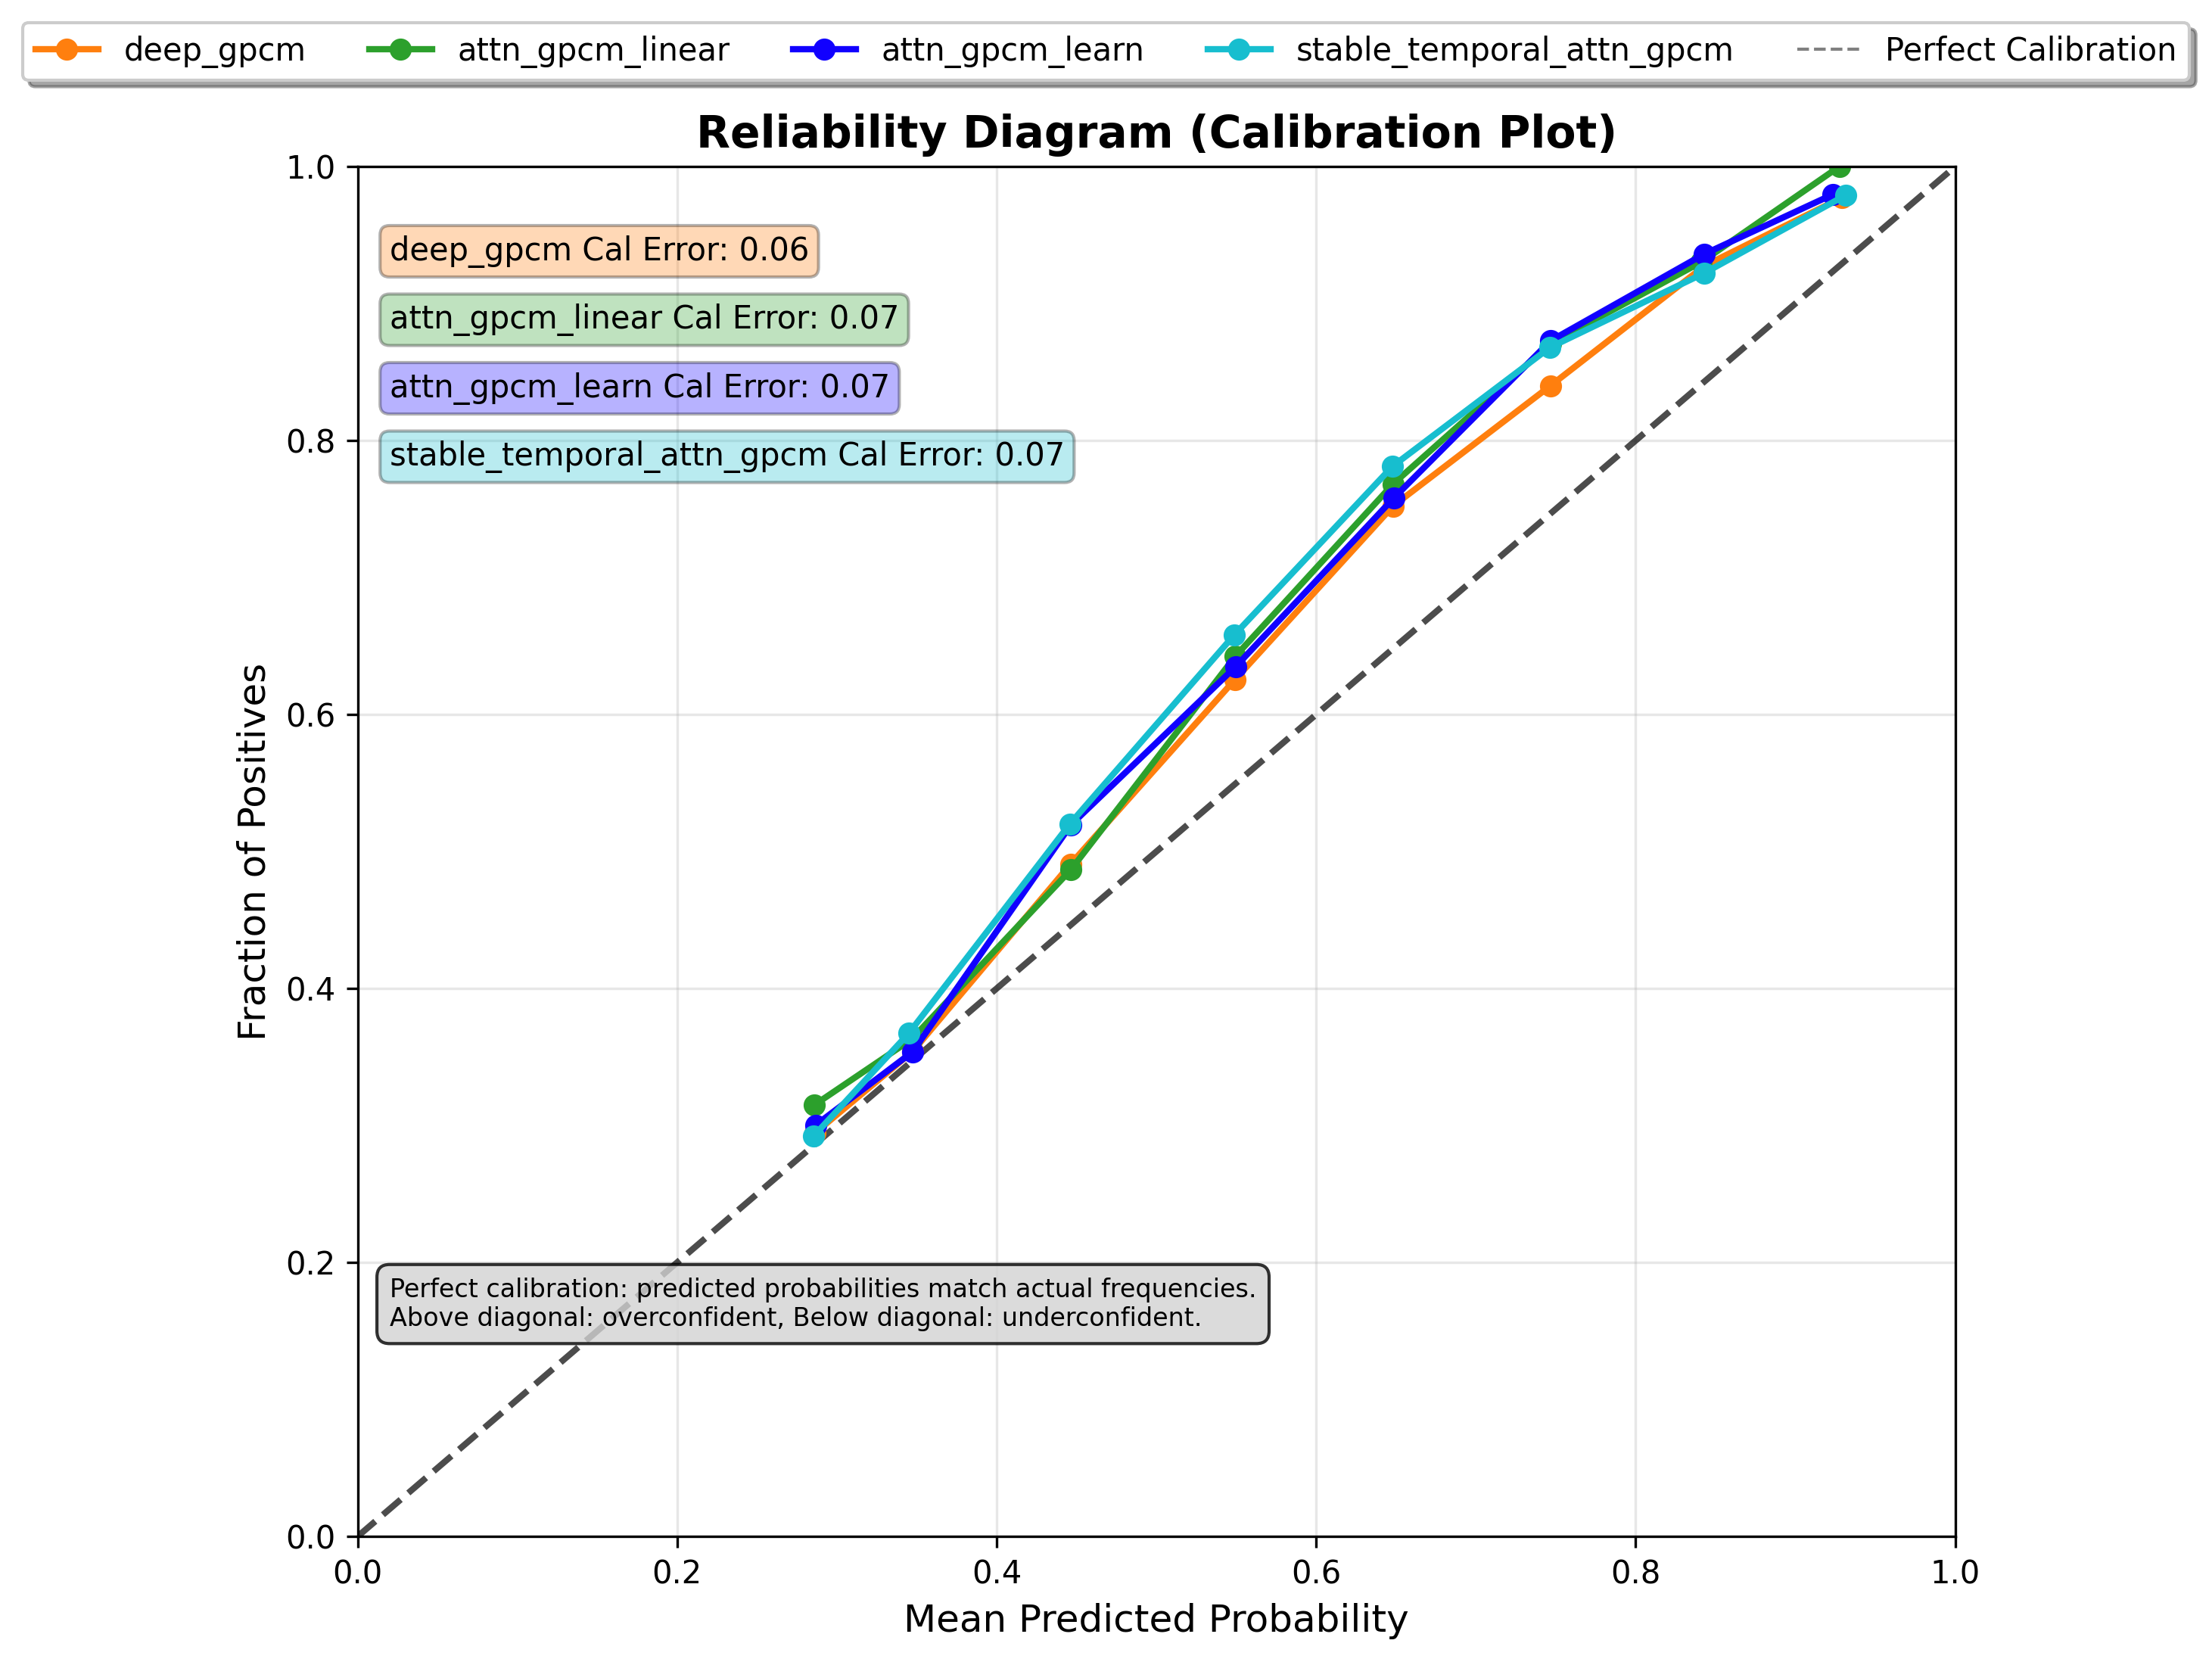 deep_gpcm attn_gpcm_linear attn_gpcm_learn stable_temporal_attn_gpcm Perfect Calibration
Reliability Diagram (Calibration Plot)
deep_gpcm Cal Error: 0.06
attn_gpcm_linear Cal Error: 0.07
attn_gpcm_learn Cal Error: 0.07
stable_temporal_attn_gpcm Cal Error: 0.07
Perfect calibration: predicted probabilities match actual frequencies.
Above diagonal: overconfident, Below diagonal: underconfident.
Fraction of Positives
1.0
0.8
0.6
0.4
0.2
0.0
0.0 0.2 0.4 0.6 0.8 1.0
Mean Predicted Probability